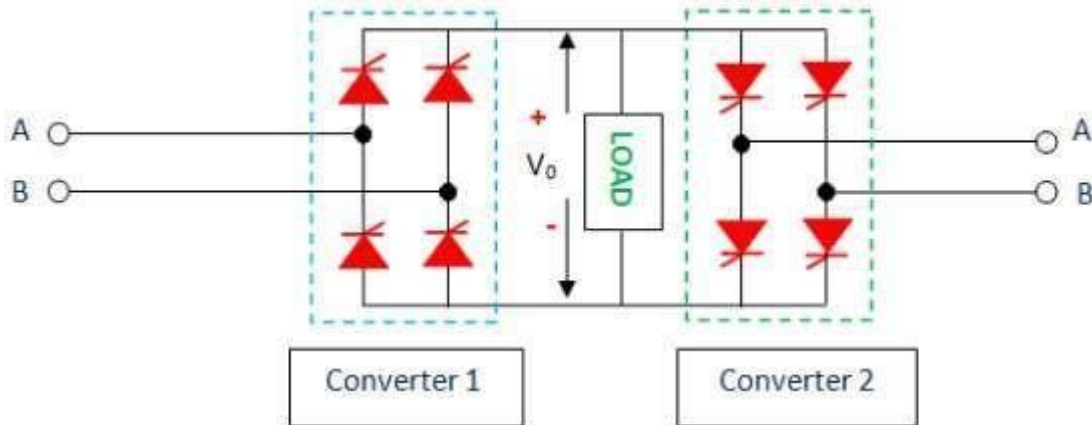 A
B
+
V₀
-
LOAD
A
B
Converter 1
Converter 2